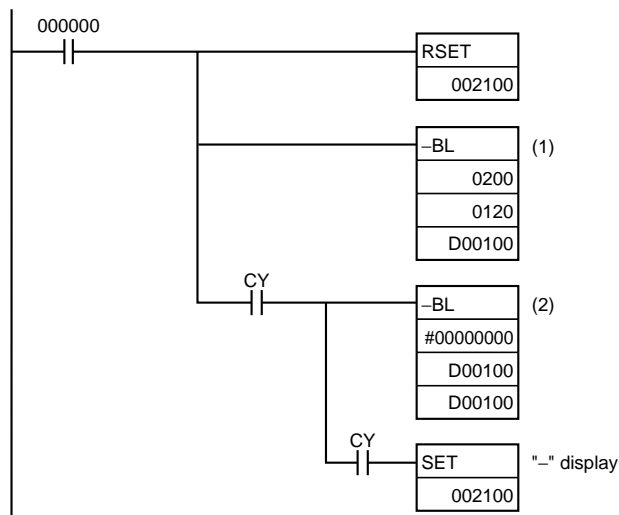 000000
RSET
002100
–BL (1)
0200
0120
D00100
CY
–BL (2)
#00000000
D00100
D00100
CY
SET "–" display
002100